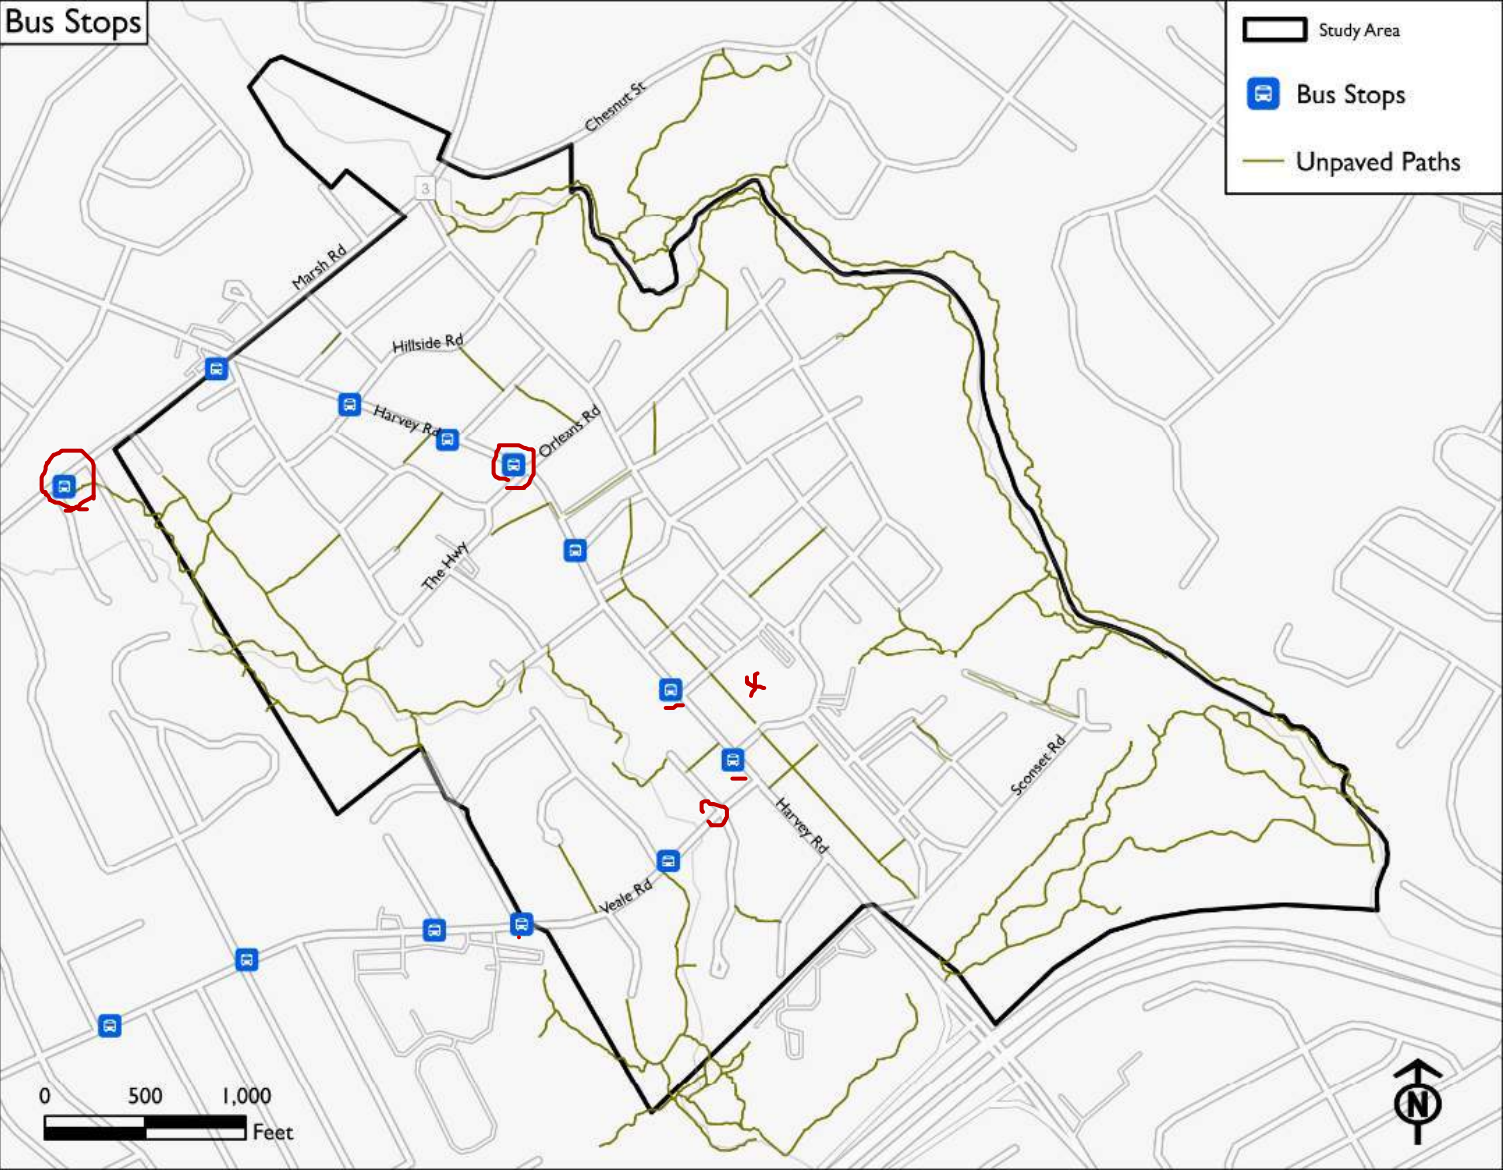 Bus Stops
Study Area
Bus Stops
Unpaved Paths
Chesnut St
3
Marsh Rd
Hillside Rd
Harvey Rd
Orleans Rd
The Hwy
4
Sconset Rd
Harvey Rd
Veale Rd
0 500 1,000
Feet
N